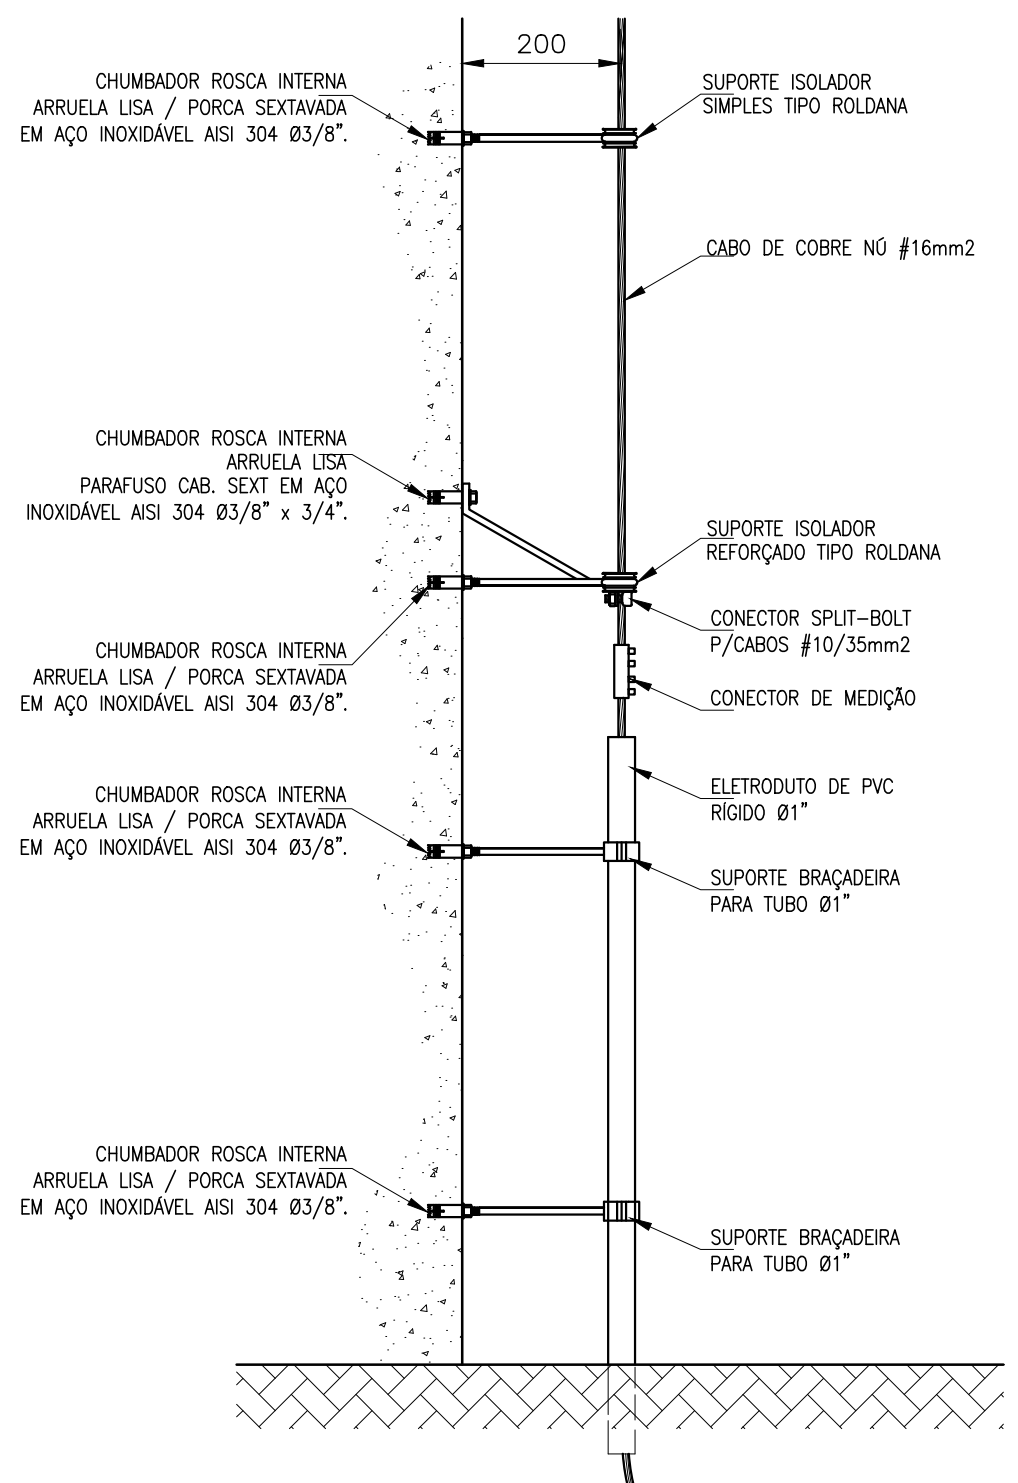 200
CHUMBADOR ROSCA INTERNA
ARRUELA LISA / PORCA SEXTAVADA
EM AÇO INOXIDÁVEL AISI 304 Ø3/8".
SUPORTE ISOLADOR
SIMPLES TIPO ROLDANA
CABO DE COBRE NÚ #16mm2
CHUMBADOR ROSCA INTERNA
ARRUELA LISA
PARAFUSO CAB. SEXT EM AÇO
INOXIDÁVEL AISI 304 Ø3/8" x 3/4".
SUPORTE ISOLADOR
REFORÇADO TIPO ROLDANA
CONECTOR SPLIT-BOLT
P/CABOS #10/35mm2
CHUMBADOR ROSCA INTERNA
ARRUELA LISA / PORCA SEXTAVADA
EM AÇO INOXIDÁVEL AISI 304 Ø3/8".
CONECTOR DE MEDIÇÃO
ELETRODUTO DE PVC
RÍGIDO Ø1"
CHUMBADOR ROSCA INTERNA
ARRUELA LISA / PORCA SEXTAVADA
EM AÇO INOXIDÁVEL AISI 304 Ø3/8".
SUPORTE BRAÇADEIRA
PARA TUBO Ø1"
CHUMBADOR ROSCA INTERNA
ARRUELA LISA / PORCA SEXTAVADA
EM AÇO INOXIDÁVEL AISI 304 Ø3/8".
SUPORTE BRAÇADEIRA
PARA TUBO Ø1"